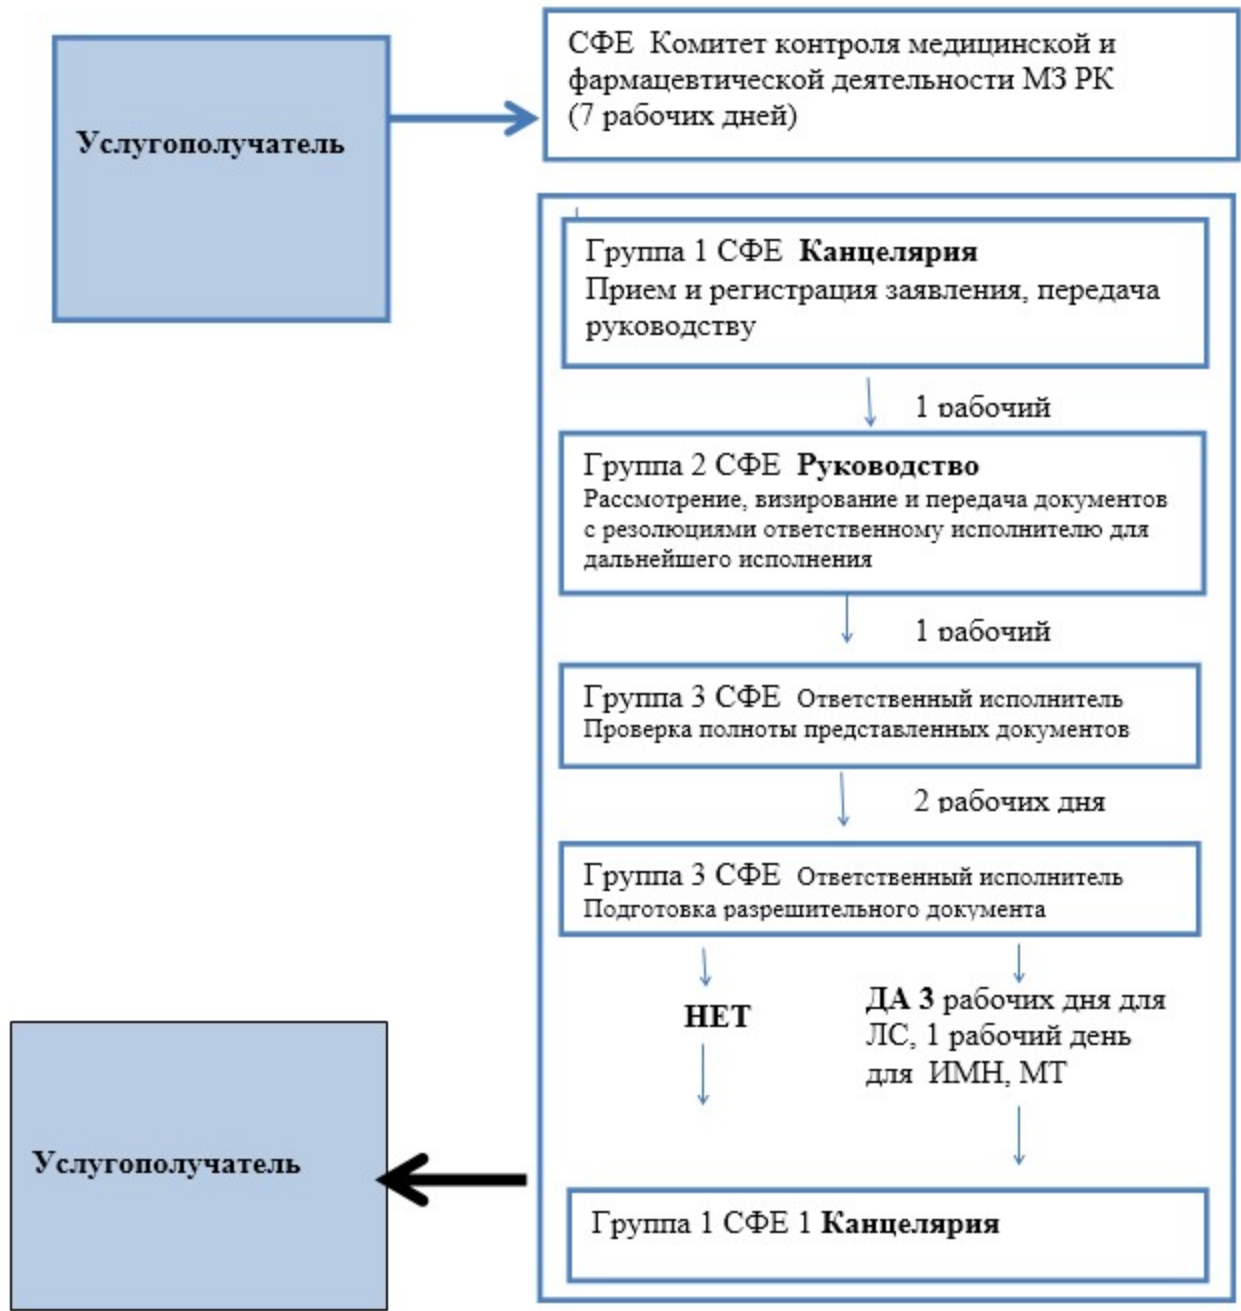 Услугополучатель
СФЕ Комитет контроля медицинской и
фармацевтической деятельности МЗ РК
(7 рабочих дней)
Группа 1 СФЕ Канцелярия
Прием и регистрация заявления, передача
руководству
1 рабочий
Группа 2 СФЕ Руководство
Рассмотрение, визирование и передача документов
с резолюциями ответственному исполнителю для
дальнейшего исполнения
1 рабочий
Группа 3 СФЕ Ответственный исполнитель
Проверка полноты представленных документов
2 рабочих дня
Группа 3 СФЕ Ответственный исполнитель
Подготовка разрешительного документа
НЕТ
ДА 3 рабочих дня для
ЛС, 1 рабочий день
для ИМН, МТ
Услугополучатель
Группа 1 СФЕ 1 Канцелярия